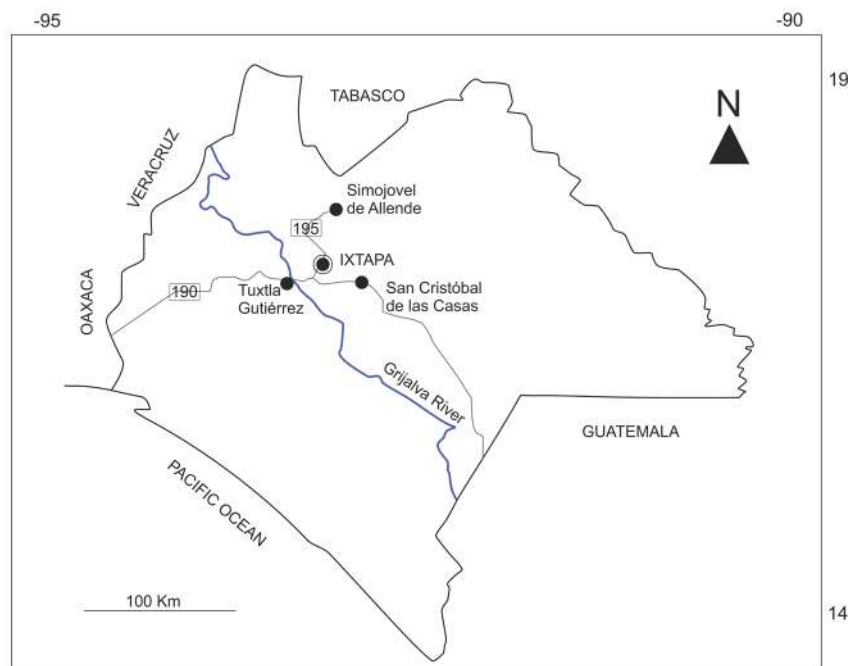 -95
-90
19
TABASCO
N
VERACRUZ
Simojovel
de Allende
195
IXTAPA
190
Tuxtla
Gutiérrez
San Cristóbal
de las Casas
OAXACA
Grijalva River
GUATEMALA
PACIFIC OCEAN
100 Km
14